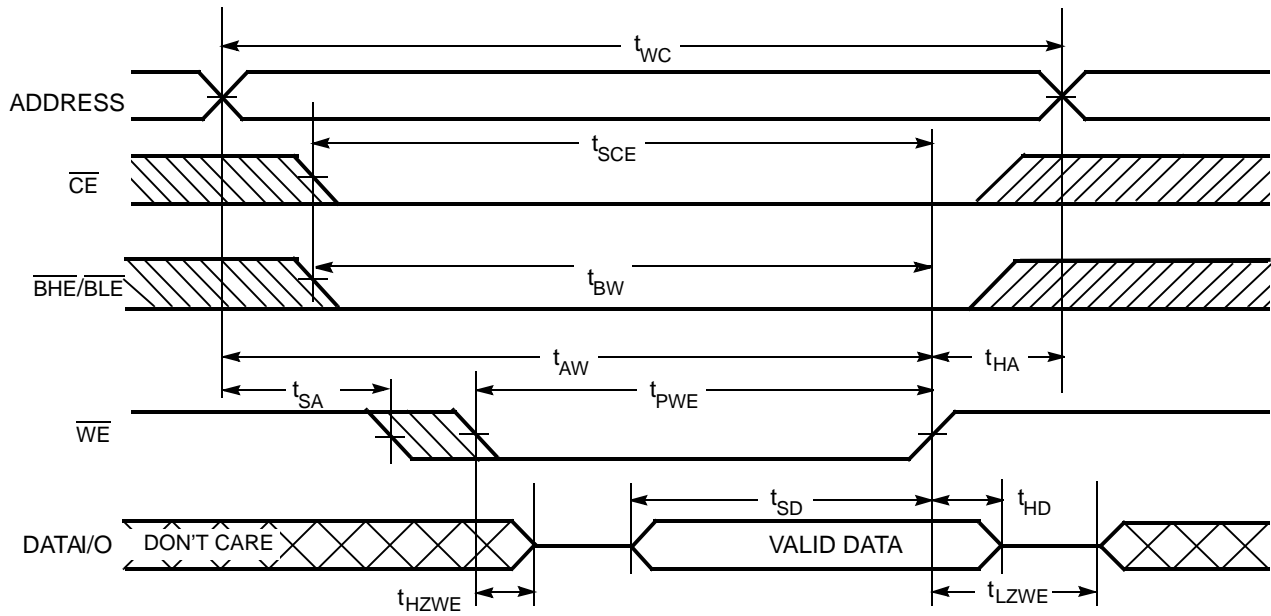 tWC
ADDRESS
tSCE
CE
tBW
BHE/BLE
tAW
tHA
tSA
tPWE
WE
tSD
tHD
DATAI/O
DON'T CARE
VALID DATA
tHZWE
tLZWE